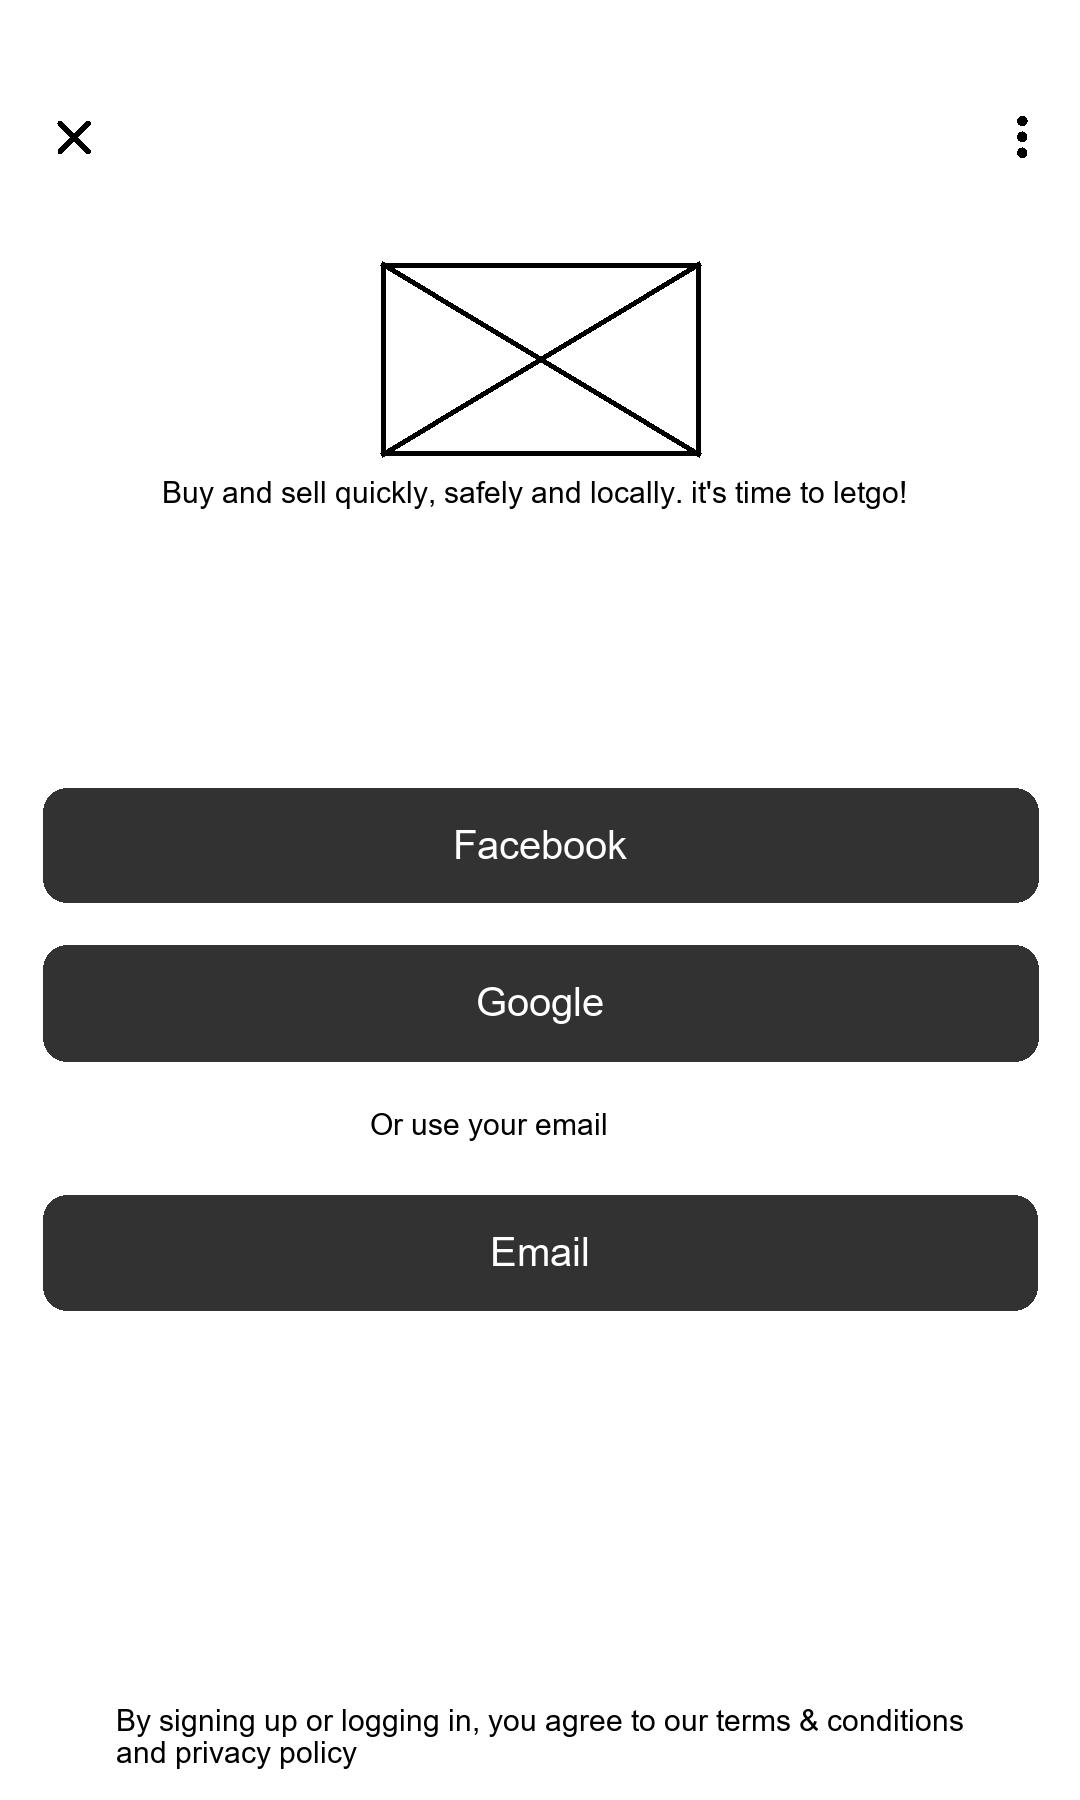 Buy and sell quickly, safely and locally. it's time to letgo!
Facebook
Google
Or use your email
Email
By signing up or logging in, you agree to our terms & conditions
and privacy policy